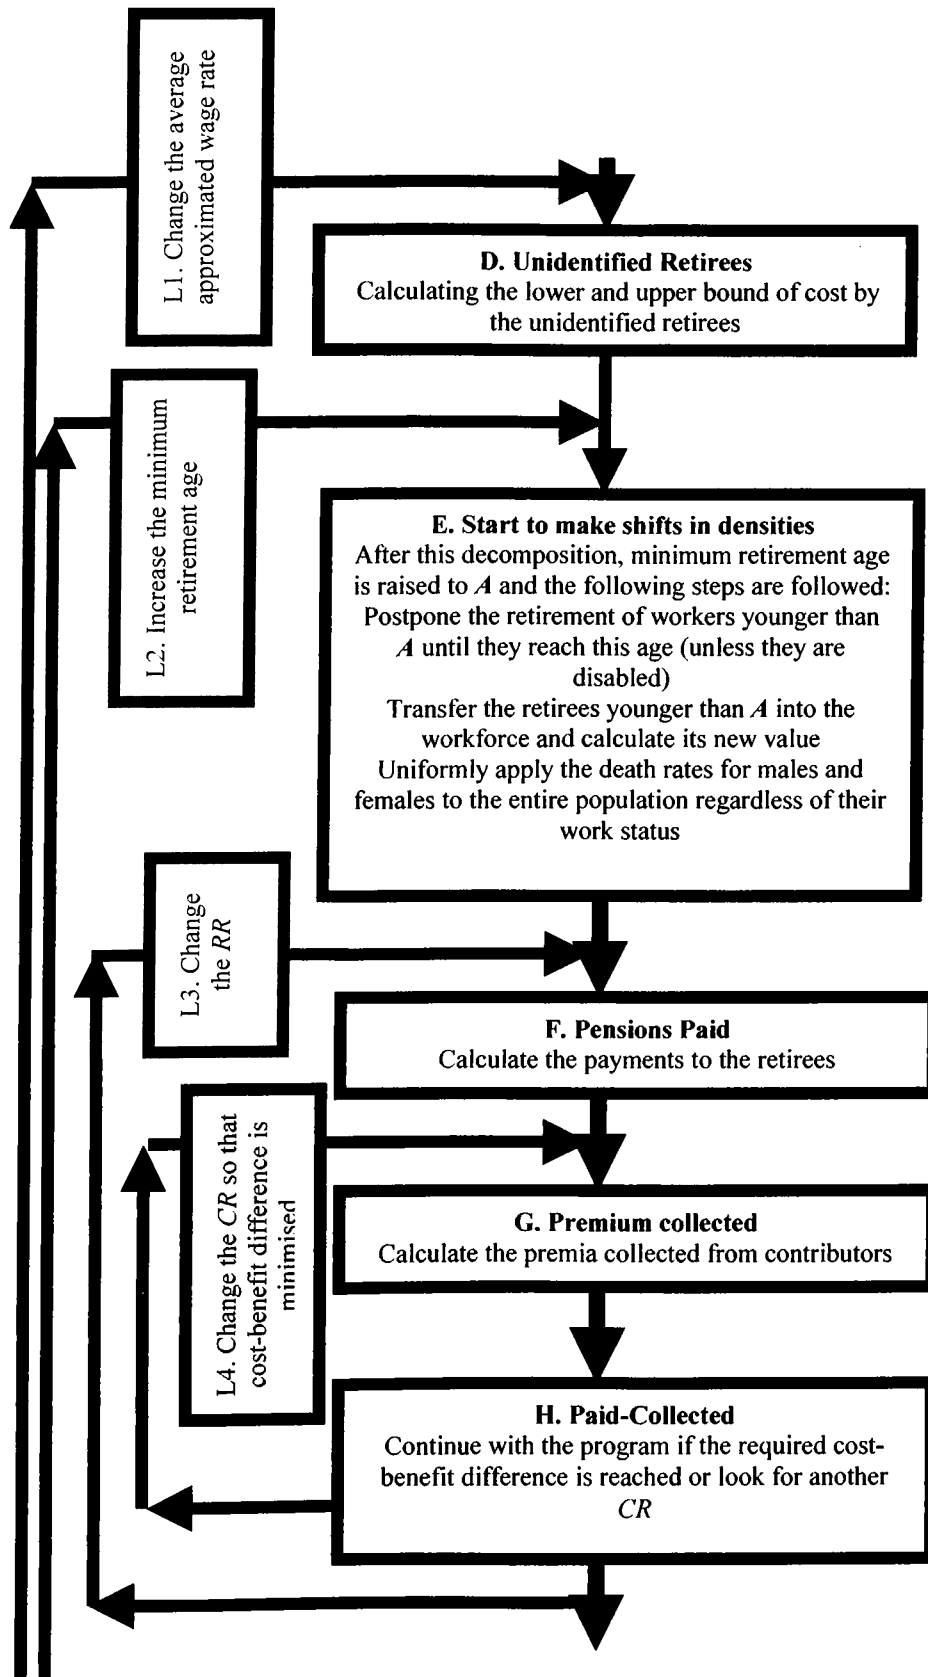 L1. Change the average
approximated wage rate
D. Unidentified Retirees
Calculating the lower and upper bound of cost by
the unidentified retirees
L2. Increase the minimum
retirement age
E. Start to make shifts in densities
After this decomposition, minimum retirement age
is raised to A and the following steps are followed:
Postpone the retirement of workers younger than
A until they reach this age (unless they are
disabled)
Transfer the retirees younger than A into the
workforce and calculate its new value
Uniformly apply the death rates for males and
females to the entire population regardless of their
work status
L3. Change
the RR
F. Pensions Paid
Calculate the payments to the retirees
L4. Change the CR so that
cost-benefit difference is
minimised
G. Premium collected
Calculate the premia collected from contributors
H. Paid-Collected
Continue with the program if the required cost-
benefit difference is reached or look for another
CR